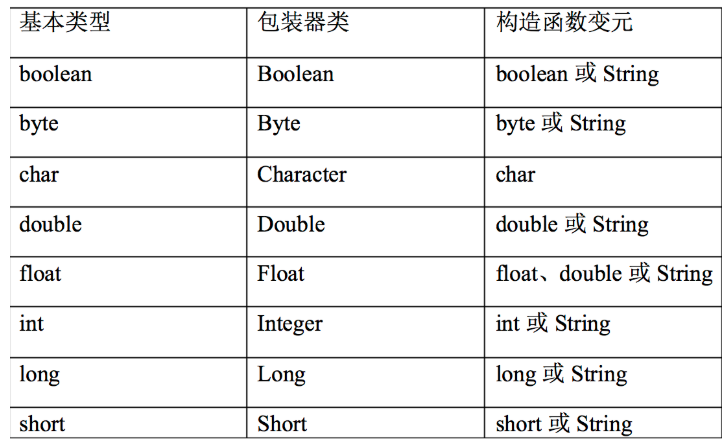 基本类型 包装器类 构造函数变元
boolean Boolean boolean 或 String
byte Byte byte 或 String
char Character char
double Double double 或 String
float Float float、double 或 String
int Integer int 或 String
long Long long 或 String
short Short short 或 String